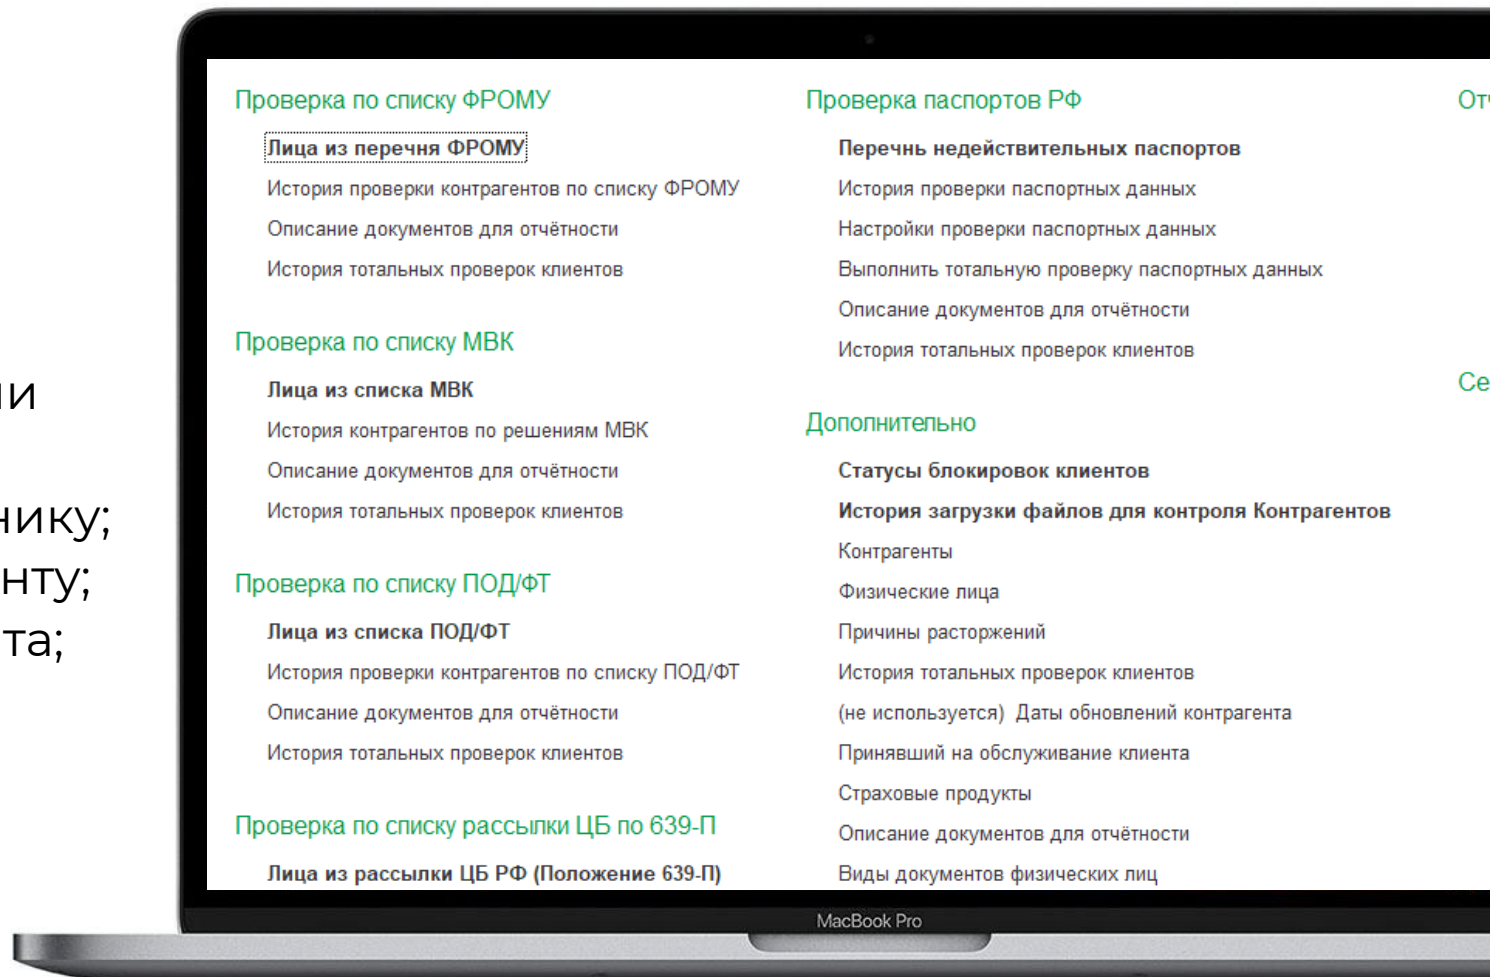 Проверка по списку ФРОМУ
Лица из перечня ФРОМУ
История проверки контрагентов по списку ФРОМУ
Описание документов для отчётности
История тотальных проверок клиентов
Проверка по списку МВК
Лица из списка МВК
История контрагентов по решениям МВК
Описание документов для отчётности
История тотальных проверок клиентов
Проверка по списку ПОД/ФТ
Лица из списка ПОД/ФТ
История проверки контрагентов по списку ПОД/ФТ
Описание документов для отчётности
История тотальных проверок клиентов
Проверка по списку рассылки ЦБ по 639-П
Лица из рассылки ЦБ РФ (Положение 639-П)
Проверка паспортов РФ
Перечнь недействительных паспортов
История проверки паспортных данных
Настройки проверки паспортных данных
Выполнить тотальную проверку паспортных данных
Описание документов для отчётности
История тотальных проверок клиентов
Дополнительно
Статусы блокировок клиентов
История загрузки файлов для контроля Контрагентов
Контрагенты
Физические лица
Причины расторжений
История тотальных проверок клиентов
(не используется) Даты обновлений контрагента
Принявший на обслуживание клиента
Страховые продукты
Описание документов для отчётности
Виды документов физических лиц
MacBook Pro